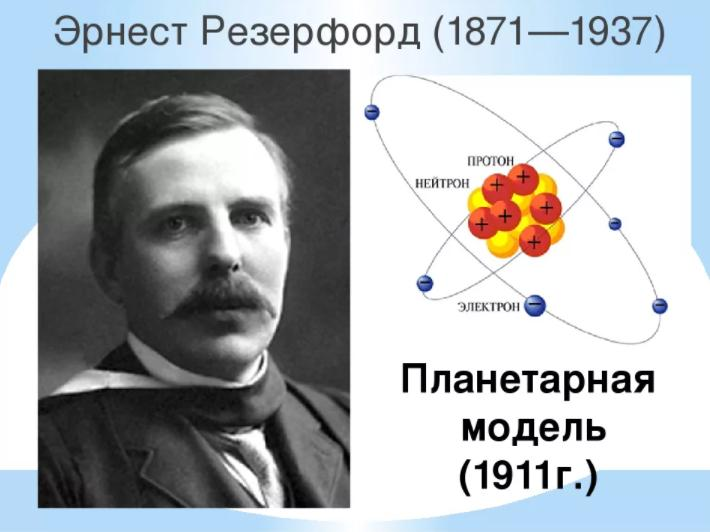 Эрнест Резерфорд (1871—1937)
ПРОТОН
НЕЙТРОН
ЭЛЕКТРОН
Планетарная
модель
(1911г.)